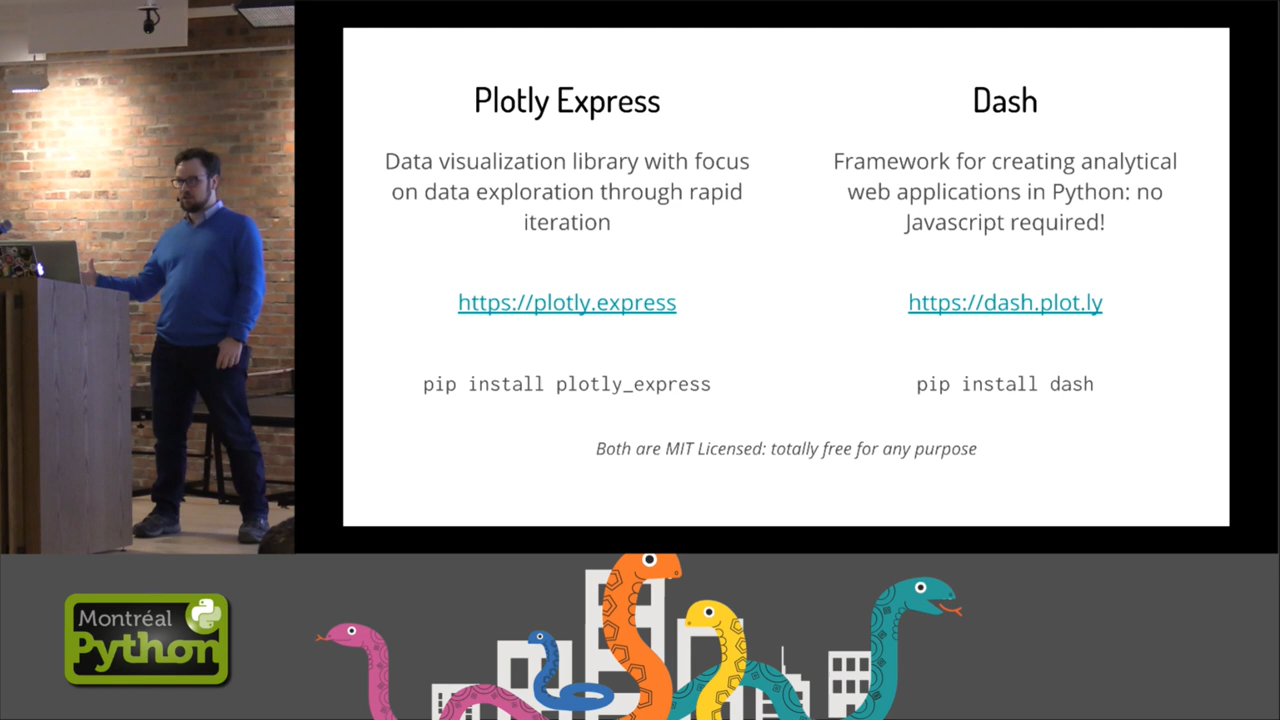 Plotly Express
Data visualization library with focus
on data exploration through rapid
iteration
https://plotly.express
pip install plotly_express
Dash
Framework for creating analytical
web applications in Python: no
Javascript required!
https://dash.plot.ly
pip install dash
Both are MIT Licensed: totally free for any purpose
Montréal
Python